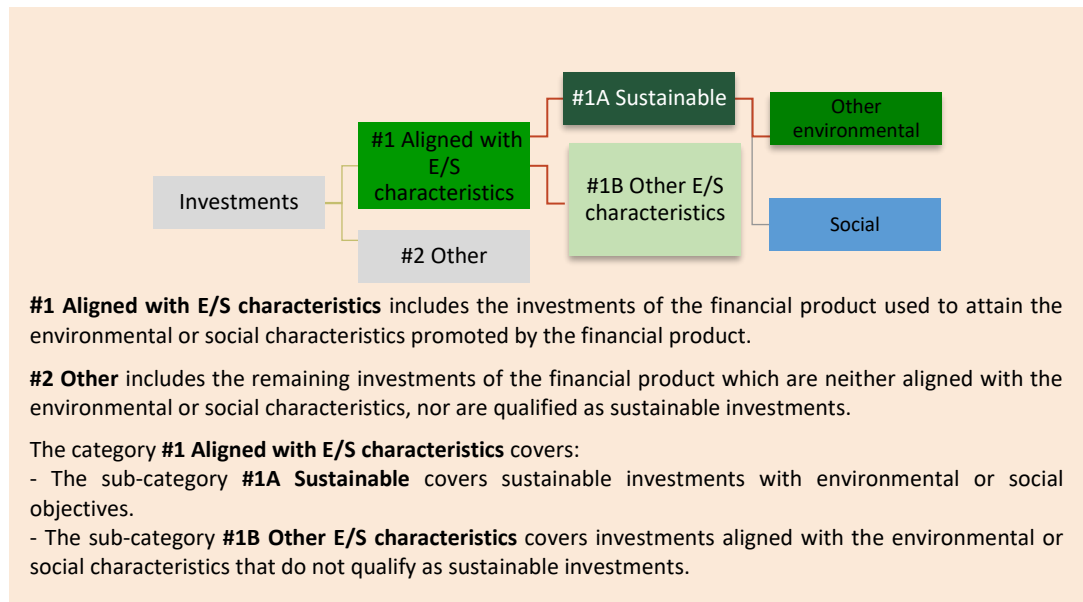 #1A Sustainable
Other
environmental
#1 Aligned with
E/S
characteristics
#1B Other E/S
characteristics
Investments
Social
#2 Other
#1 Aligned with E/S characteristics includes the investments of the financial product used to attain the
environmental or social characteristics promoted by the financial product.
#2 Other includes the remaining investments of the financial product which are neither aligned with the
environmental or social characteristics, nor are qualified as sustainable investments.
The category #1 Aligned with E/S characteristics covers:
- The sub-category #1A Sustainable covers sustainable investments with environmental or social
objectives.
- The sub-category #1B Other E/S characteristics covers investments aligned with the environmental or
social characteristics that do not qualify as sustainable investments.